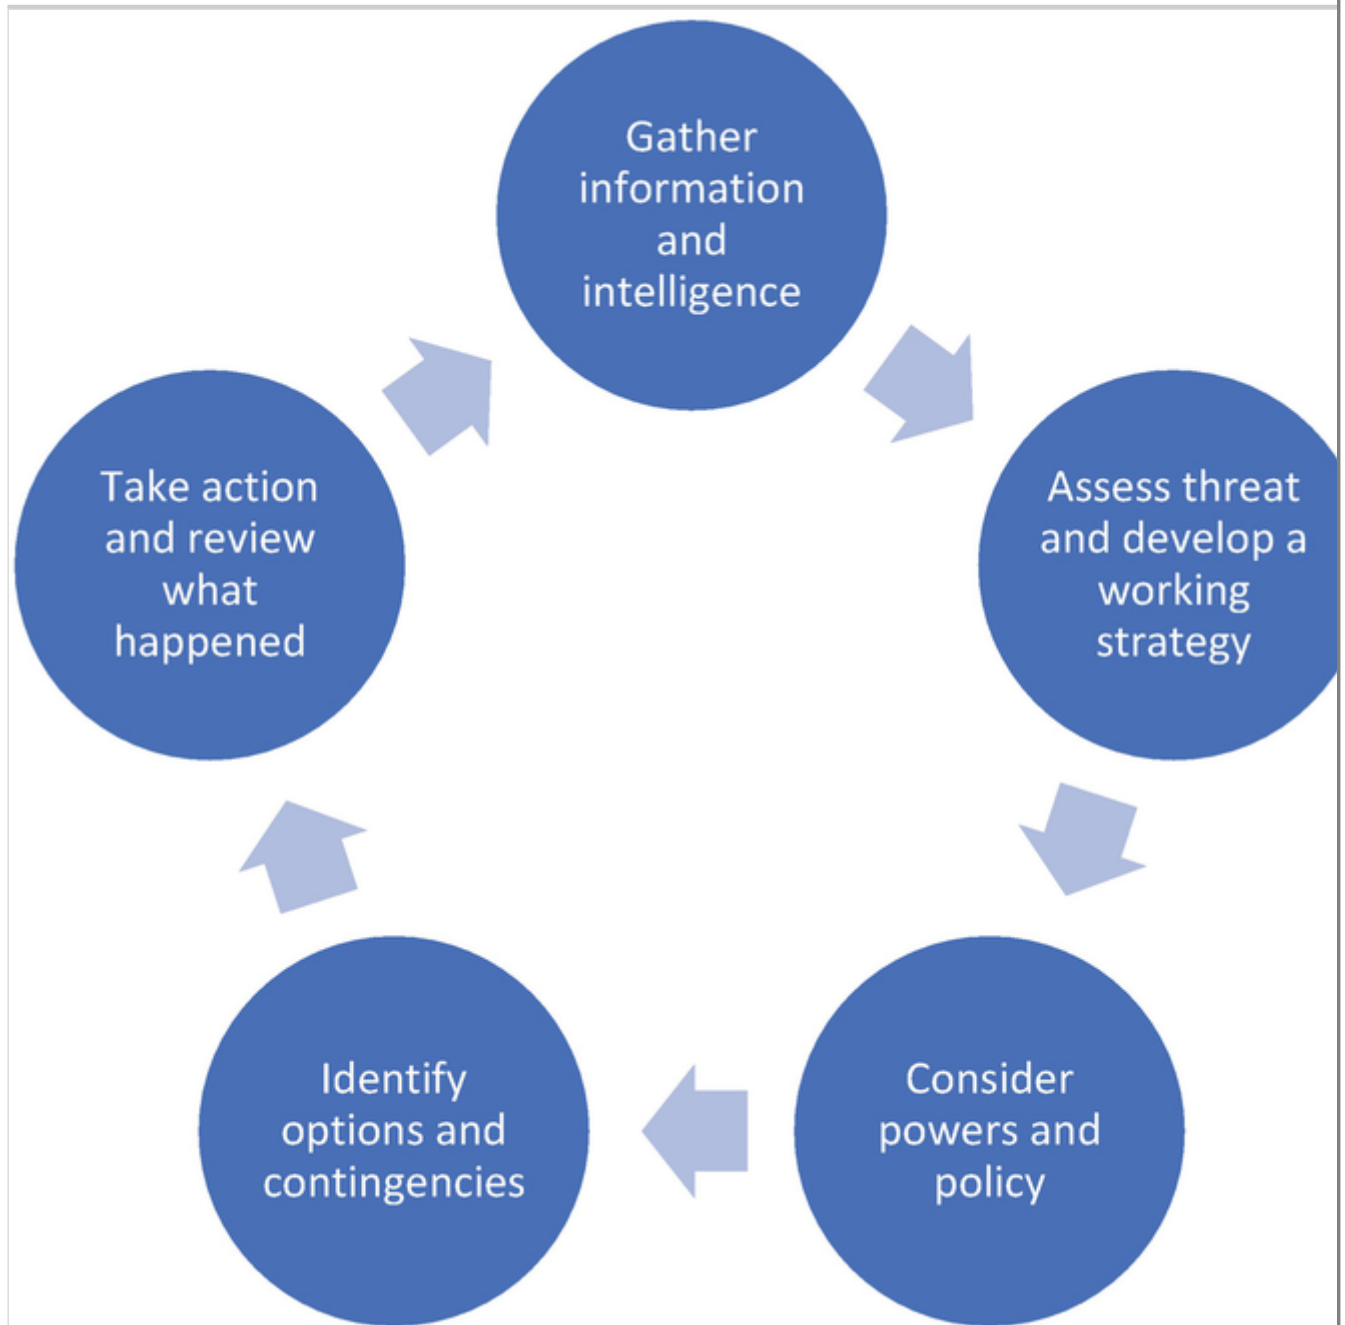 Gather
information
and
intelligence
Assess threat
and develop a
working
strategy
Consider
powers and
policy
Identify
options and
contingencies
Take action
and review
what
happened